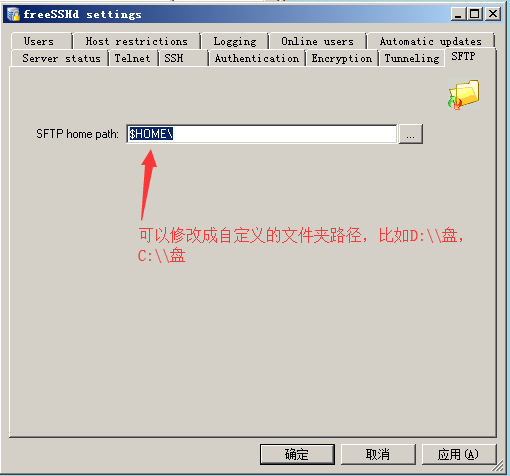 freeSSHd settings
Users Host restrictions Logging Online users Automatic updates
Server status Telnet SSH Authentication Encryption Tunneling SFTP
SFTP home path: $HOME\ ...
可以修改成自定义的文件夹路径，比如D:\\盘，
C:\\盘
确定 取消 应用(A)